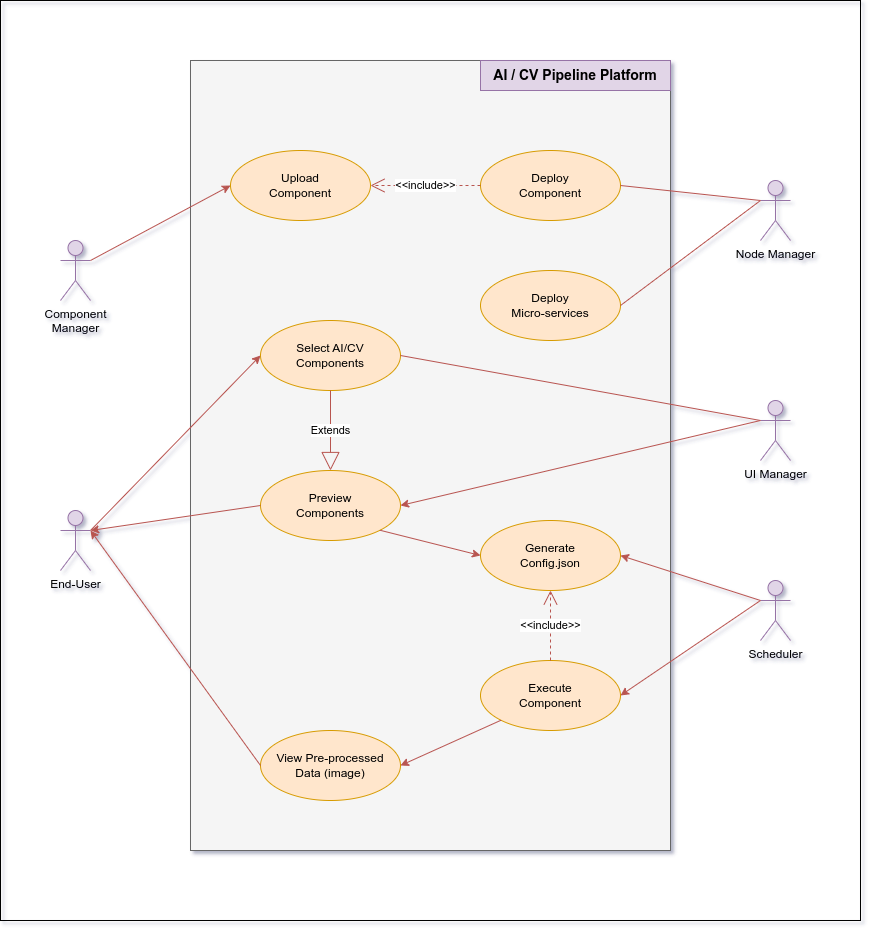 AI / CV Pipeline Platform
Upload
Component
<<include>>
Deploy
Component
Node Manager
Component
Manager
Deploy
Micro-services
Select AI/CV
Components
Extends
UI Manager
Preview
Components
End-User
Generate
Config.json
<<include>>
Scheduler
Execute
Component
View Pre-processed
Data (image)